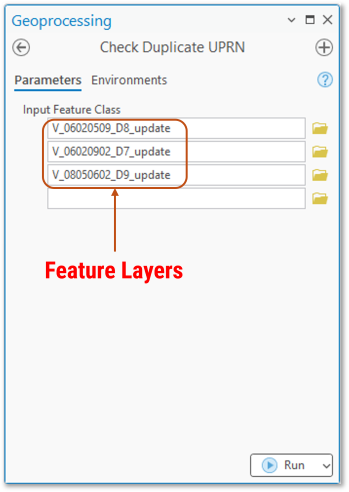 Geoprocessing
Check Duplicate UPRN
Parameters Environments
Input Feature Class
V_06020509_D8_update
V_06020902_D7_update
V_08050602_D9_update
Feature Layers
Run